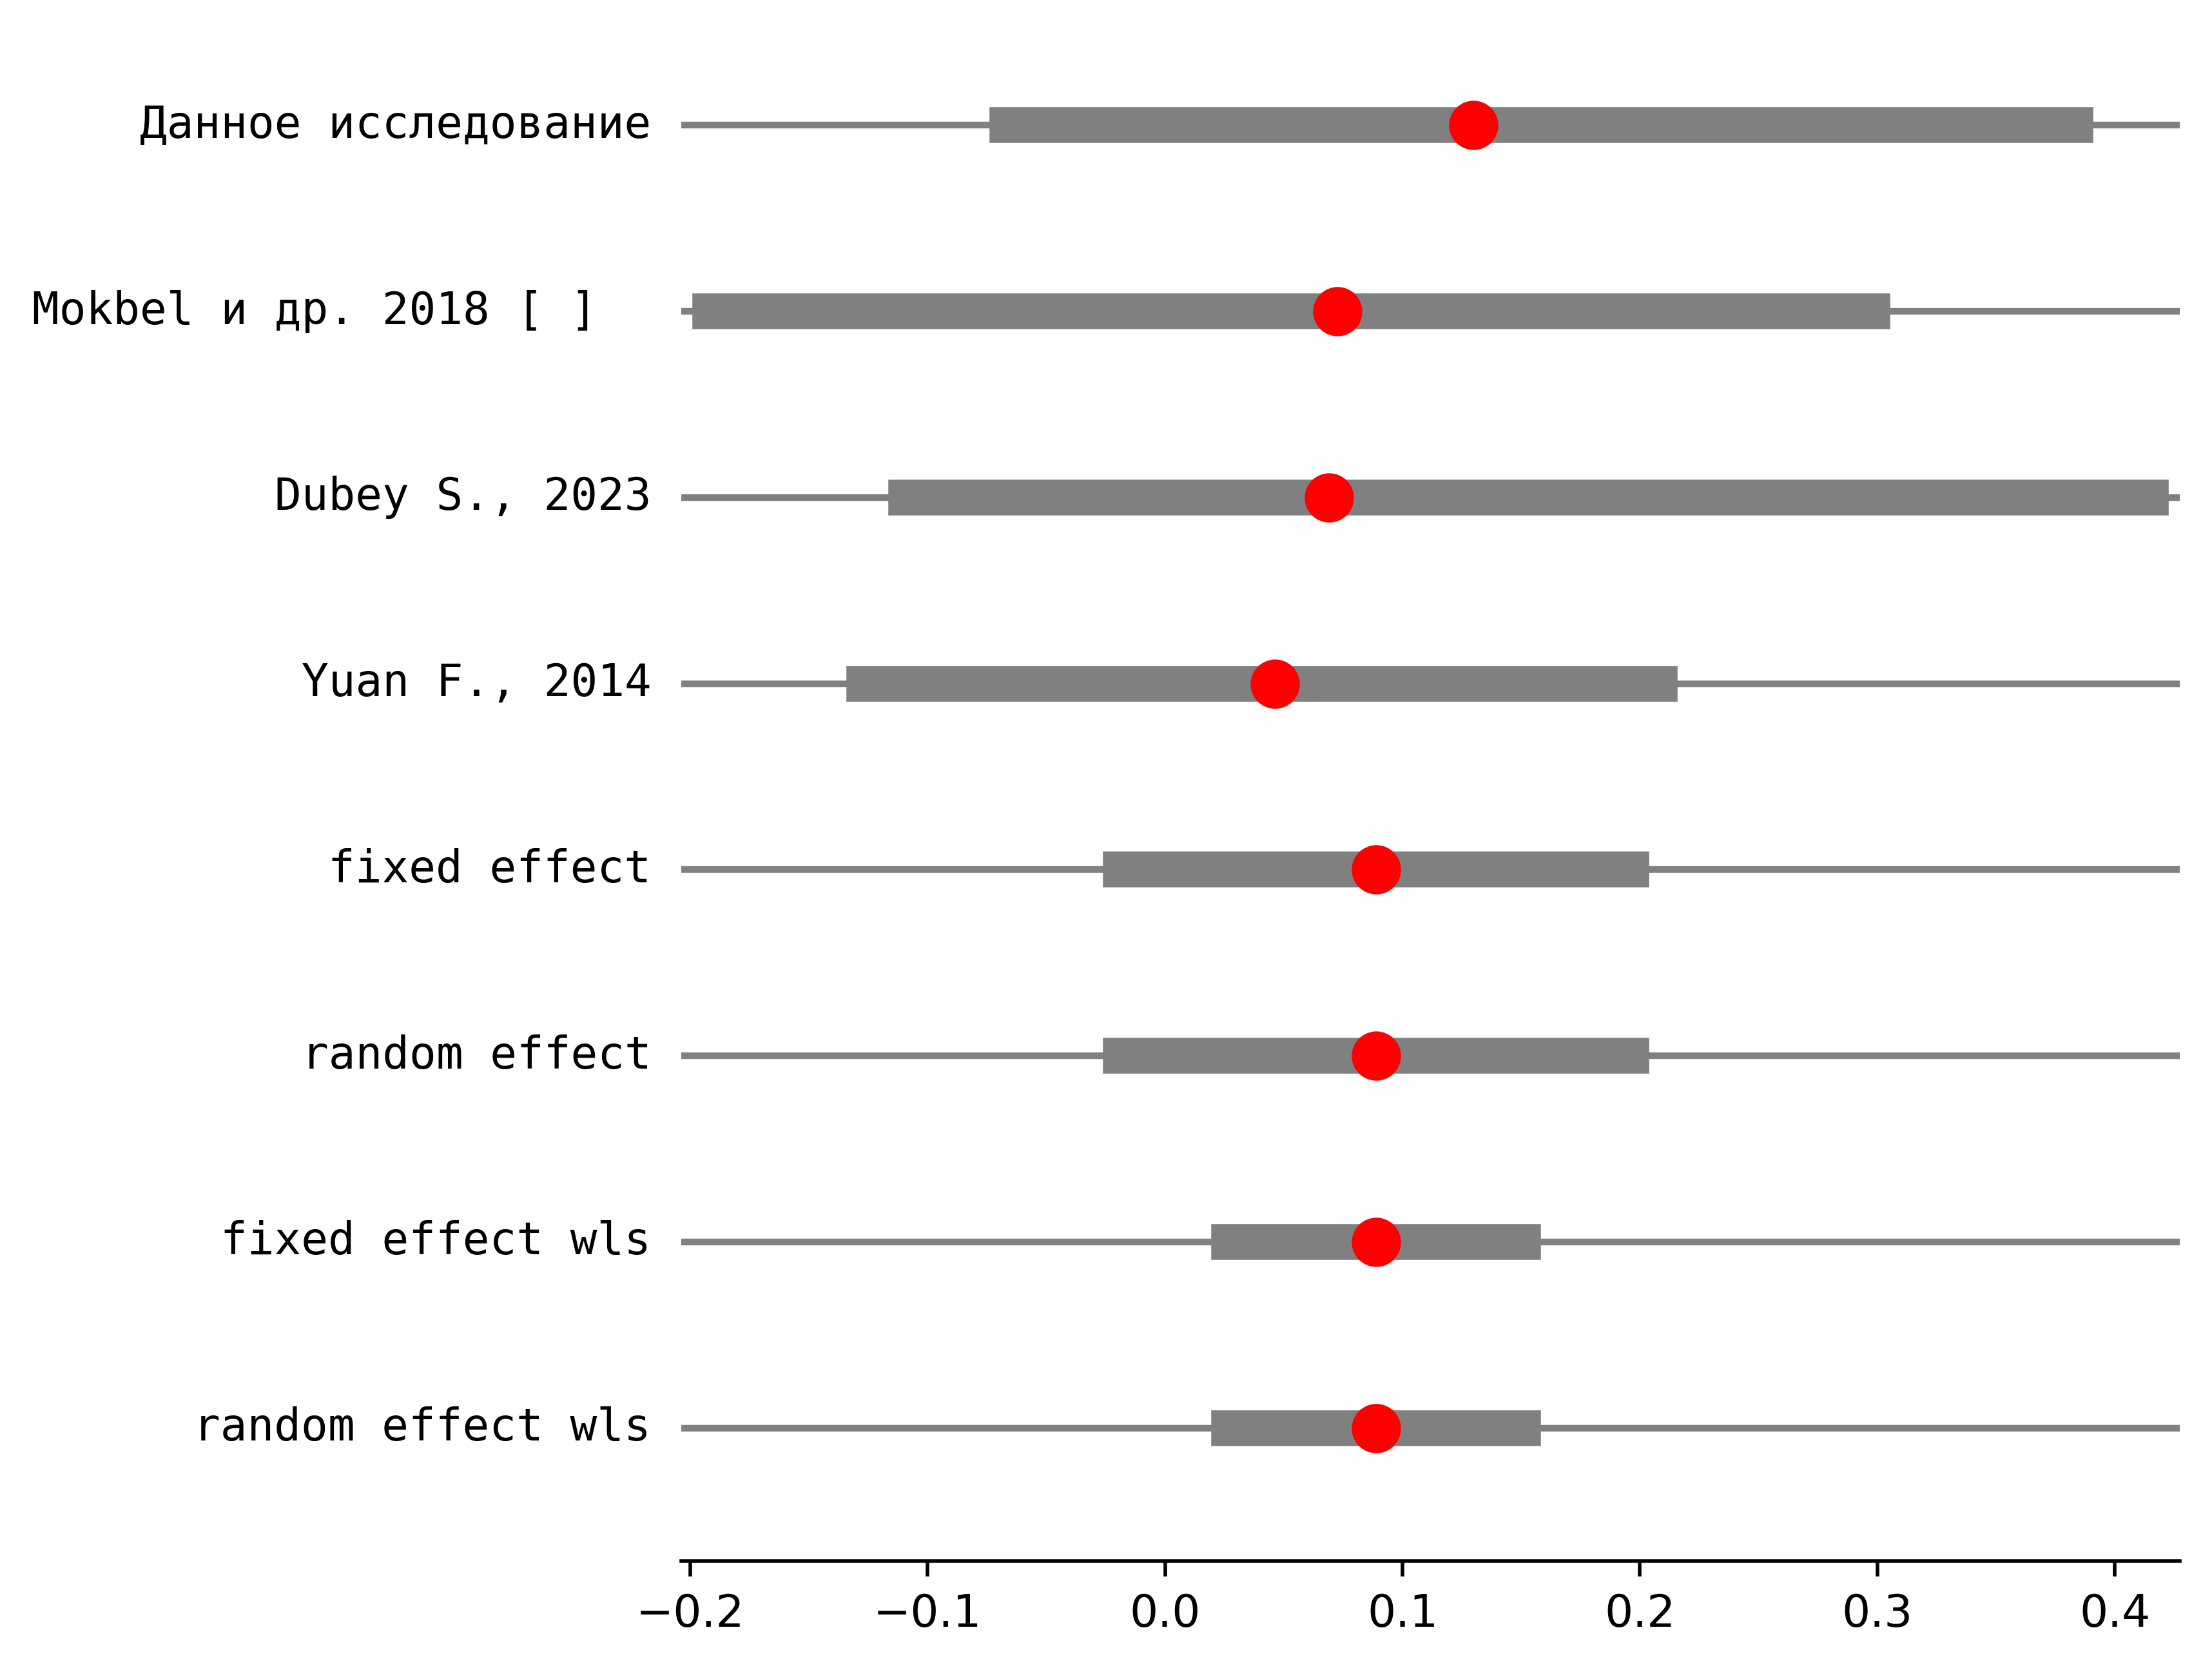 Данное исследование
Mokbel и др. 2018 [ ]
Dubey S., 2023
Yuan F., 2014
fixed effect
random effect
fixed effect wls
random effect wls
−0.2 −0.1 0.0 0.1 0.2 0.3 0.4